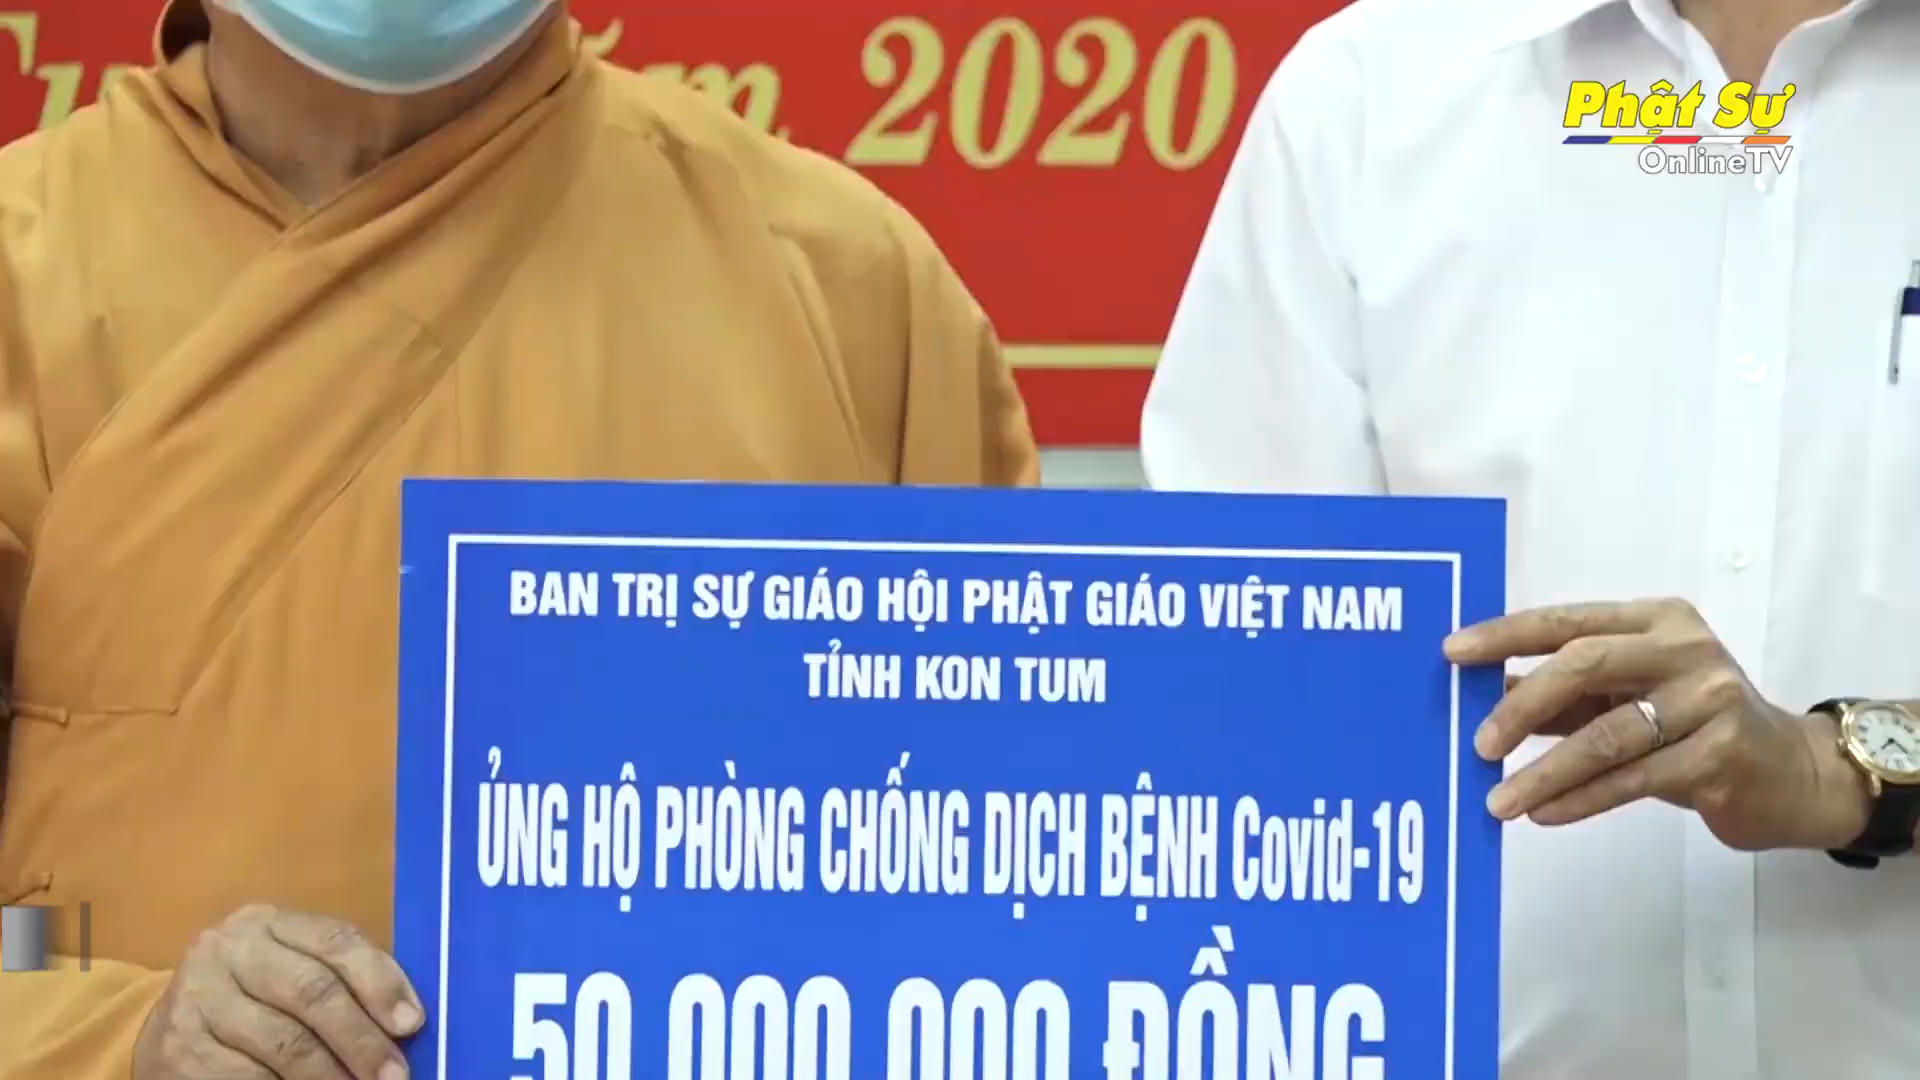 2020
Phật Sự
OnlineTV
BAN TRỊ SỰ GIÁO HỘI PHẬT GIÁO VIỆT NAM
TỈNH KON TUM
ỦNG HỘ PHÒNG CHỐNG DỊCH BỆNH Covid-19
50.000.000 ĐỒNG